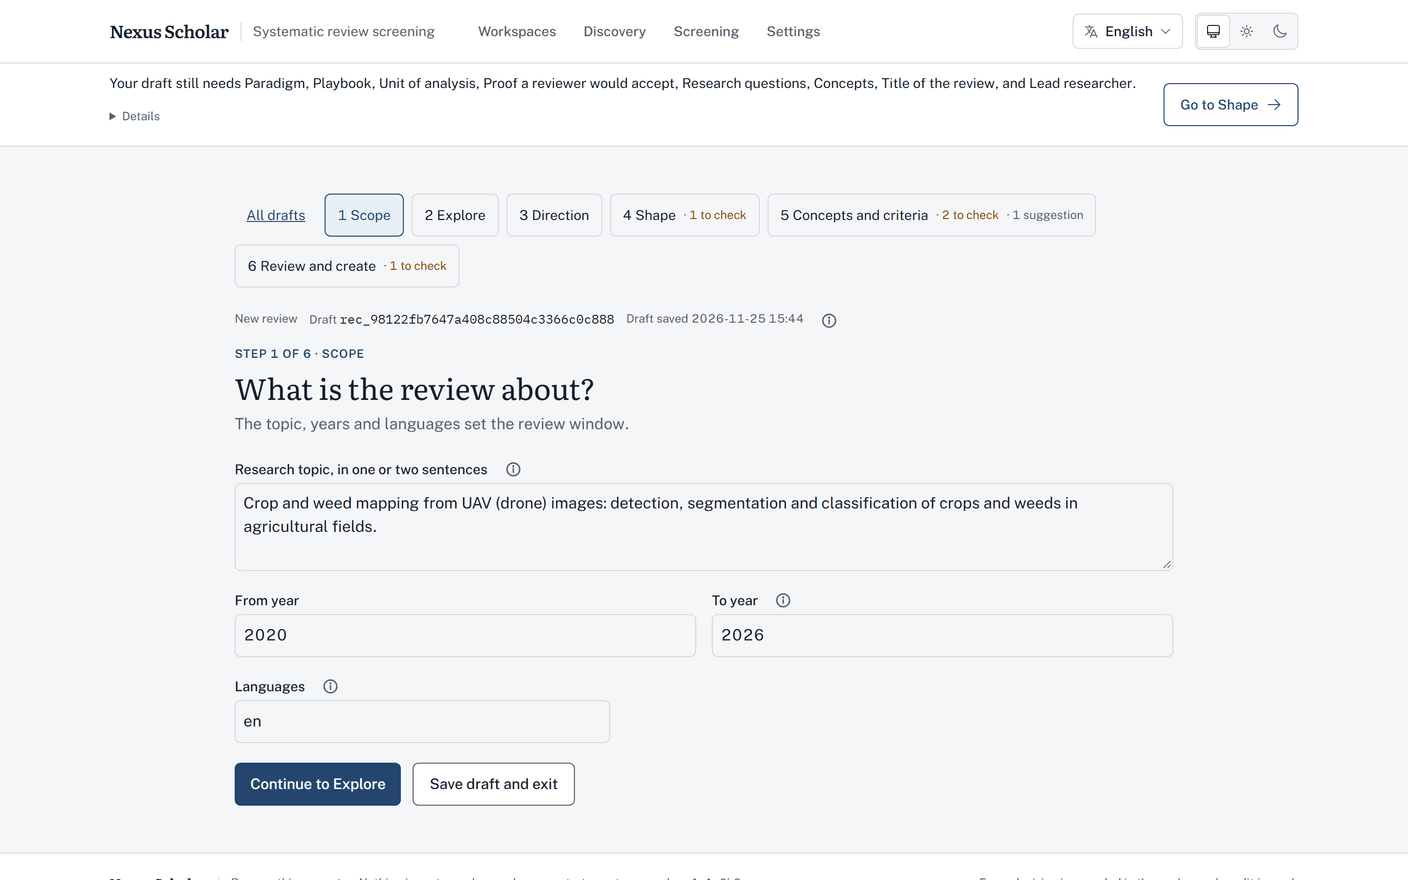 Nexus Scholar
Systematic review screening
Workspaces
Discovery
Screening
Settings
English
Your draft still needs Paradigm, Playbook, Unit of analysis, Proof a reviewer would accept, Research questions, Concepts, Title of the review, and Lead researcher.
Details
Go to Shape
All drafts
1 Scope
2 Explore
3 Direction
4 Shape · 1 to check
5 Concepts and criteria · 2 to check · 1 suggestion
6 Review and create · 1 to check
New review
Draft rec_98122fb7647a408c88504c3366c0c888
Draft saved 2026-11-25 15:44
STEP 1 OF 6 · SCOPE
What is the review about?
The topic, years and languages set the review window.
Research topic, in one or two sentences
Crop and weed mapping from UAV (drone) images: detection, segmentation and classification of crops and weeds in
agricultural fields.
From year
To year
2020
2026
Languages
en
Continue to Explore
Save draft and exit